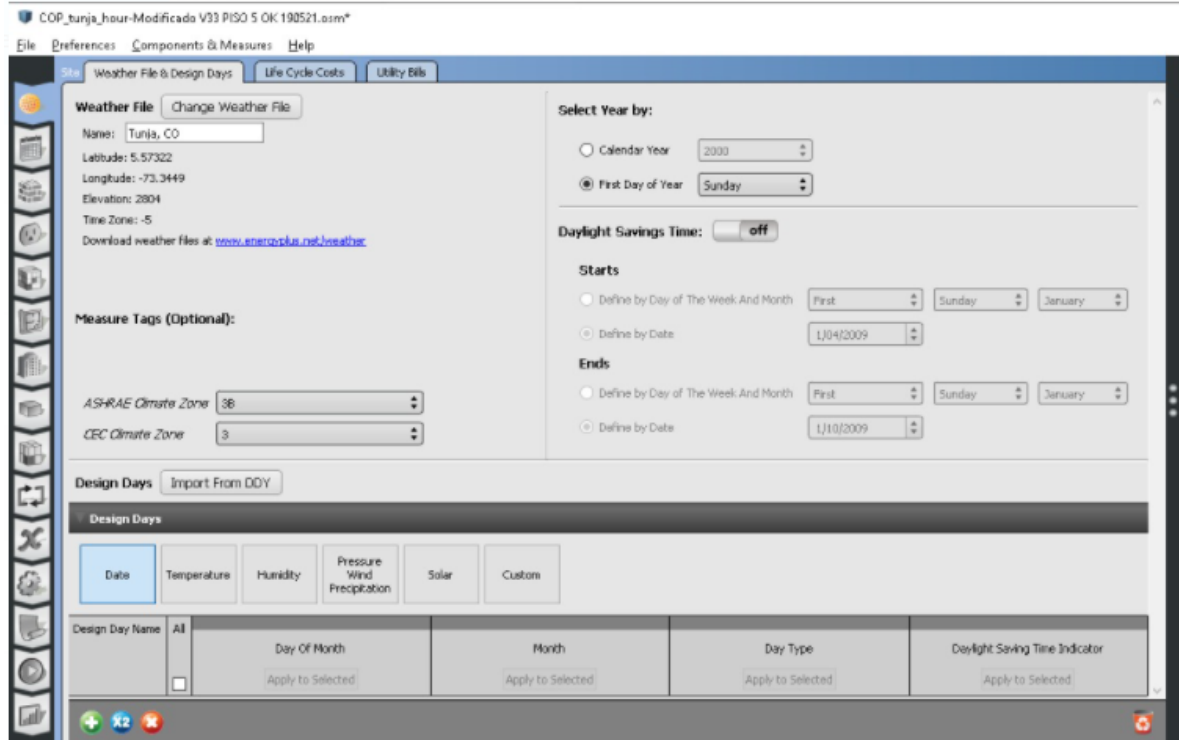 COP_tunja_hour-Modificado V33 PISO 5 OK 190521.osm*
File Preferences Components & Measures Help
Site Weather File & Design Days Life Cycle Costs Utility Bills
Weather File Change Weather File
Name: Tunja, CO
Latitude: 5.57322
Longitude: -73.3449
Elevation: 2804
Time Zone: -5
Download weather files at www.energyplus.net/weather
Measure Tags (Optional):
ASHRAE Climate Zone 3B
CEC Climate Zone 3
Select Year by:
Calendar Year 2000
First Day of Year Sunday
Daylight Savings Time: off
Starts
Define by Day of The Week And Month First Sunday January
Define by Date 1/04/2009
Ends
Define by Day of The Week And Month First Sunday January
Define by Date 1/10/2009
Design Days Import From DDY
Design Days
Date Temperature Humidity Pressure Wind Precipitation Solar Custom
Design Day Name All Day Of Month Month Day Type Daylight Saving Time Indicator
Apply to Selected Apply to Selected Apply to Selected Apply to Selected
X2